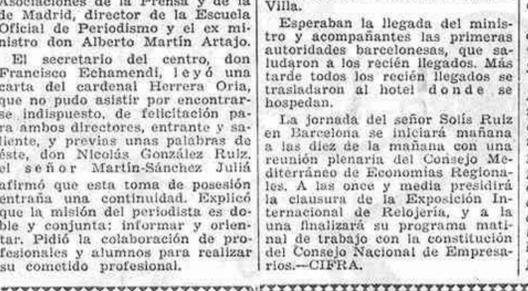 Asociaciones de la Prensa y de la
de Madrid, director de la Escuela
Oficial de Periodismo y el ex mi-
nistro don Alberto Martín Artajo.
El secretario del centro, don
Francisco Echamendi, leyó una
carta del cardenal Herrera Oria,
que no pudo asistir por encontrar-
se indispuesto, de felicitación pa-
ra ambos directores, entrante y sa-
liente, y previas unas palabras de
éste, don Nicolás González Ruiz,
el señor Martín-Sánchez Juliá
afirmó que esta toma de posesión
entraña una continuidad. Explicó
que la misión del periodista es do-
ble y conjunta: informar y orien-
tar. Pidió la colaboración de pro-
fesionales y alumnos para realizar
su cometido profesional.
Villa.
Esperaban la llegada del minis-
tro y acompañantes las primeras
autoridades barcelonesas, que sa-
ludaron a los recién llegados. Más
tarde todos los recién llegados se
trasladaron al hotel donde se
hospedan.
La jornada del señor Solís Ruiz
en Barcelona se iniciará mañana
a las diez de la mañana con una
reunión plenaria del Consejo Me-
diterráneo de Economías Regiona-
les. A las once y media presidirá
la clausura de la Exposición In-
ternacional de Relojería, y a la
una finalizará su programa mati-
nal de trabajo con la constitución
del Consejo Nacional de Empresa-
rios.—CIFRA.